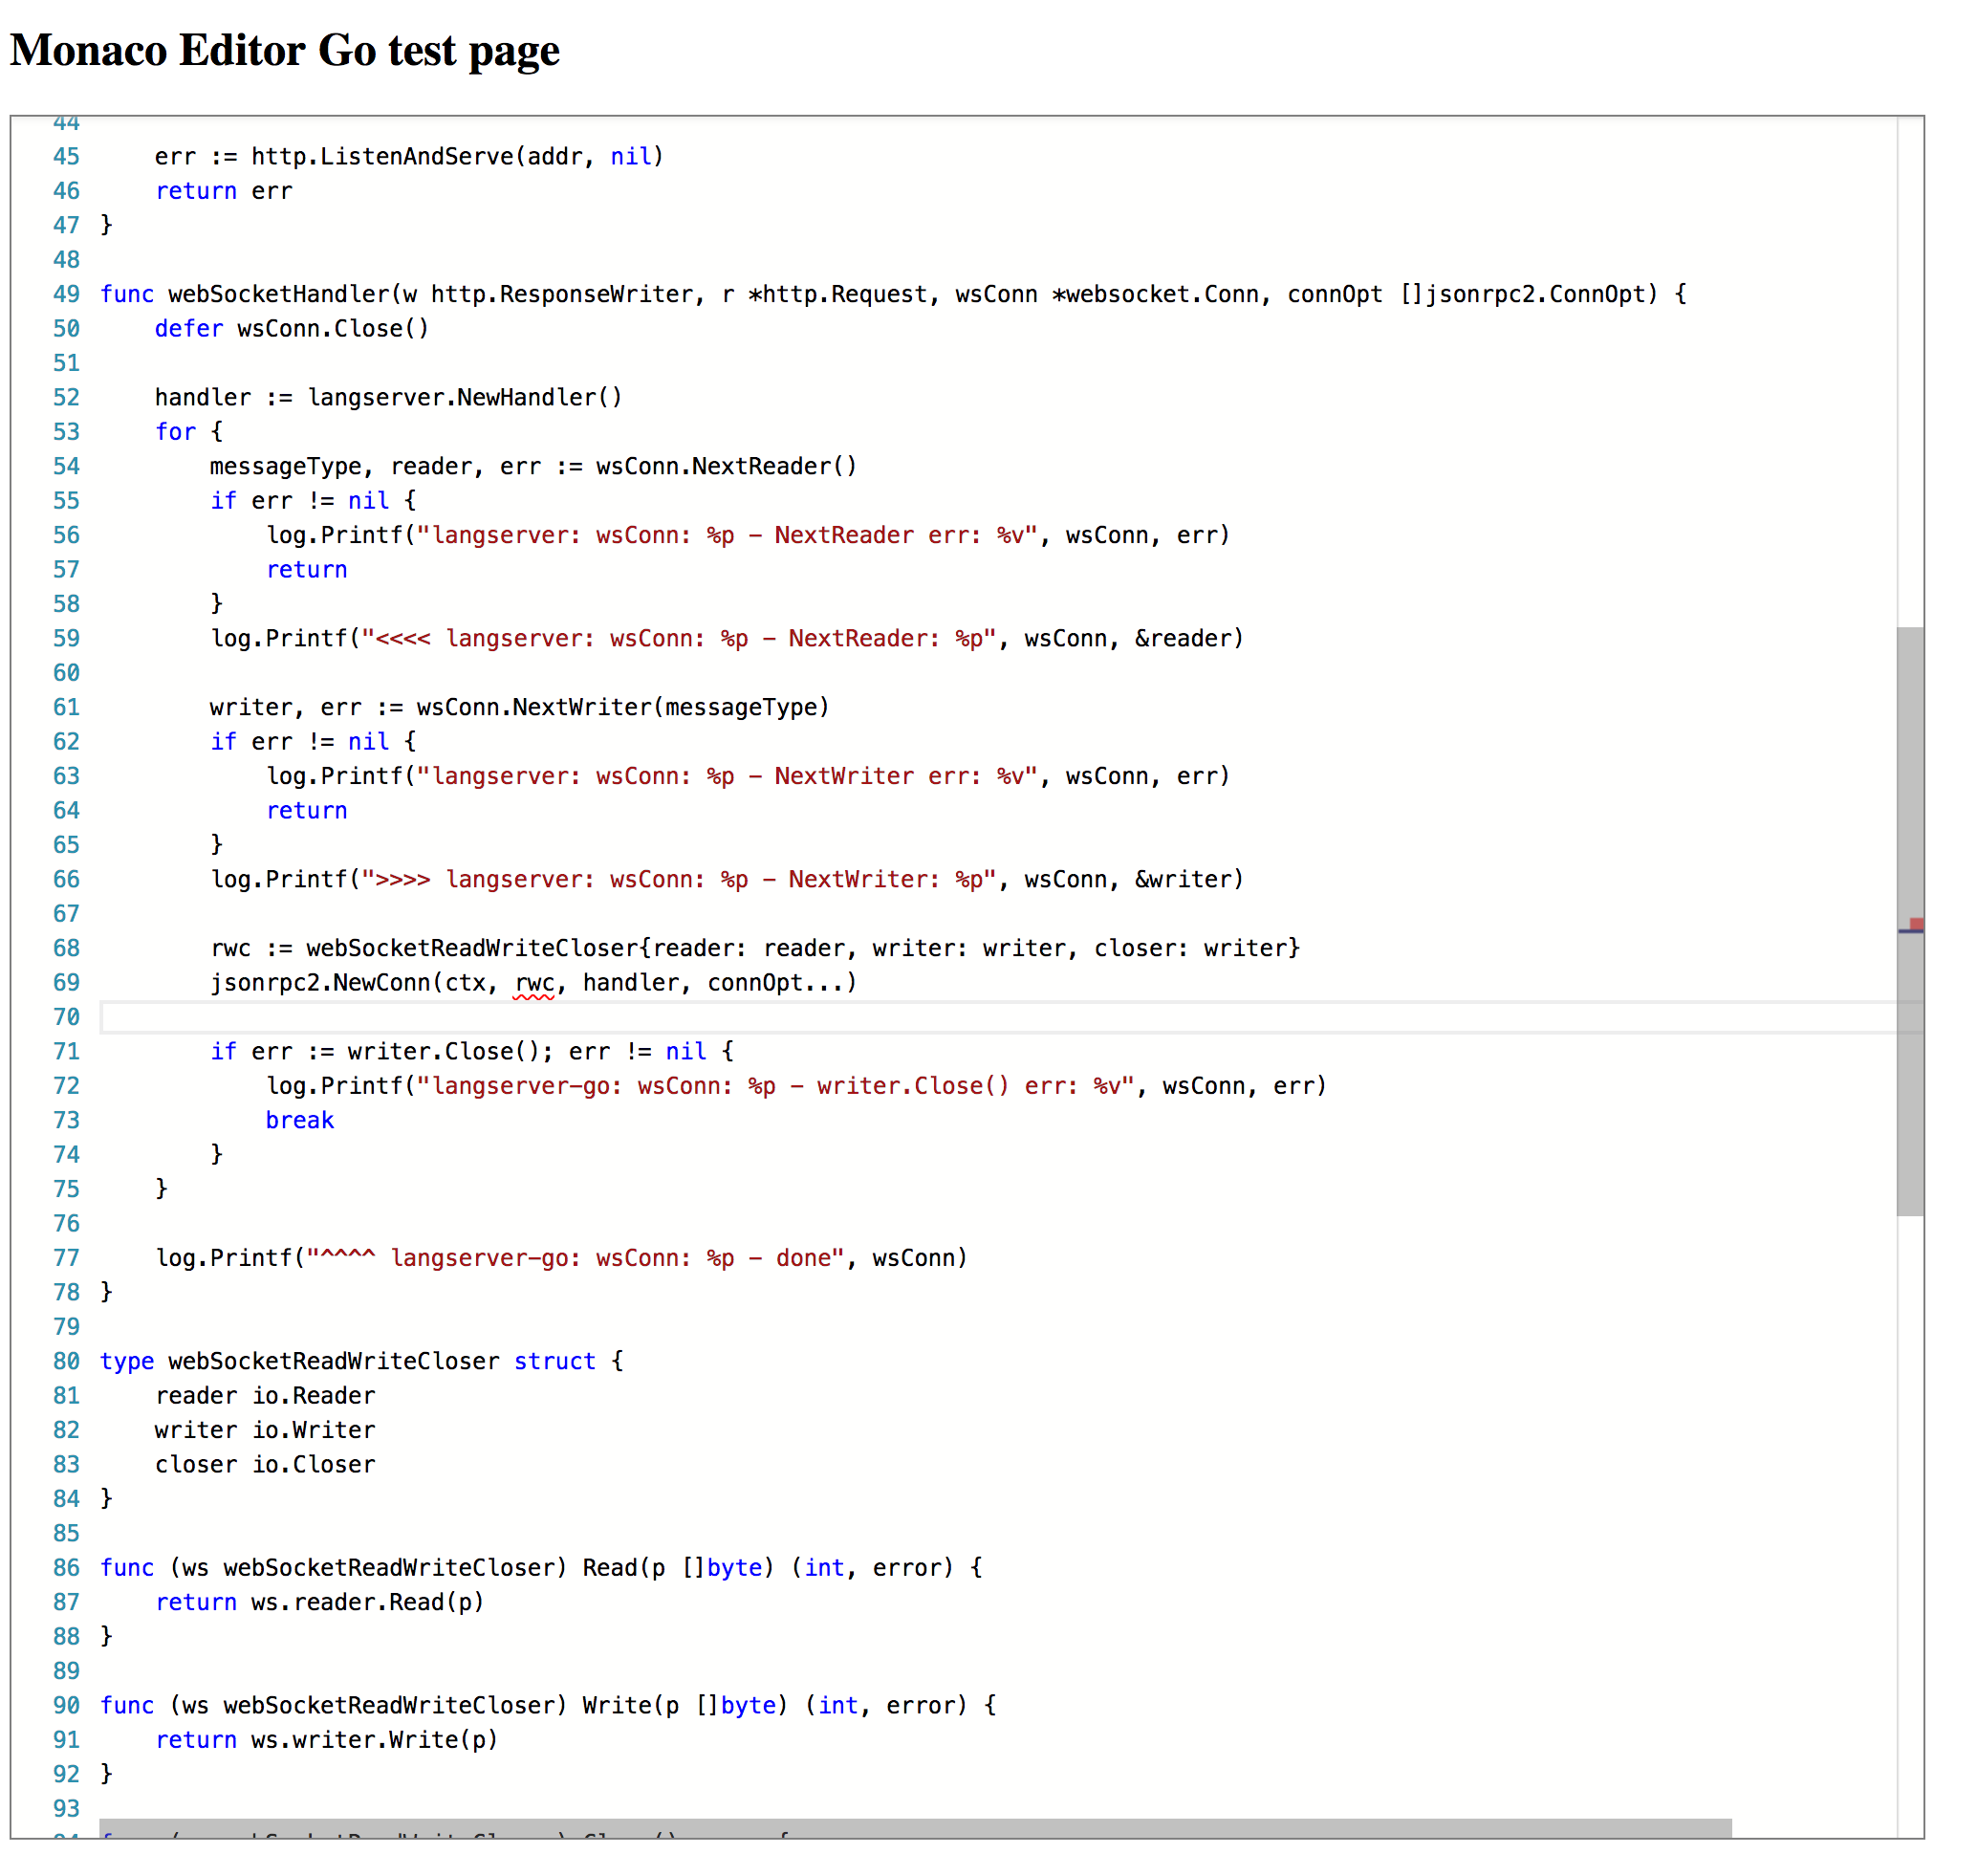 Monaco Editor Go test page
44
45     err := http.ListenAndServe(addr, nil)
46     return err
47 }
48
49 func webSocketHandler(w http.ResponseWriter, r *http.Request, wsConn *websocket.Conn, connOpt []jsonrpc2.ConnOpt) {
50     defer wsConn.Close()
51
52     handler := langserver.NewHandler()
53     for {
54         messageType, reader, err := wsConn.NextReader()
55         if err != nil {
56             log.Printf("langserver: wsConn: %p - NextReader err: %v", wsConn, err)
57             return
58         }
59         log.Printf("<<<< langserver: wsConn: %p - NextReader: %p", wsConn, &reader)
60
61         writer, err := wsConn.NextWriter(messageType)
62         if err != nil {
63             log.Printf("langserver: wsConn: %p - NextWriter err: %v", wsConn, err)
64             return
65         }
66         log.Printf(">>>> langserver: wsConn: %p - NextWriter: %p", wsConn, &writer)
67
68         rwc := webSocketReadWriteCloser{reader: reader, writer: writer, closer: writer}
69         jsonrpc2.NewConn(ctx, rwc, handler, connOpt...)
70
71         if err := writer.Close(); err != nil {
72             log.Printf("langserver-go: wsConn: %p - writer.Close() err: %v", wsConn, err)
73             break
74         }
75     }
76
77     log.Printf("^^^^ langserver-go: wsConn: %p - done", wsConn)
78 }
79
80 type webSocketReadWriteCloser struct {
81     reader io.Reader
82     writer io.Writer
83     closer io.Closer
84 }
85
86 func (ws webSocketReadWriteCloser) Read(p []byte) (int, error) {
87     return ws.reader.Read(p)
88 }
89
90 func (ws webSocketReadWriteCloser) Write(p []byte) (int, error) {
91     return ws.writer.Write(p)
92 }
93